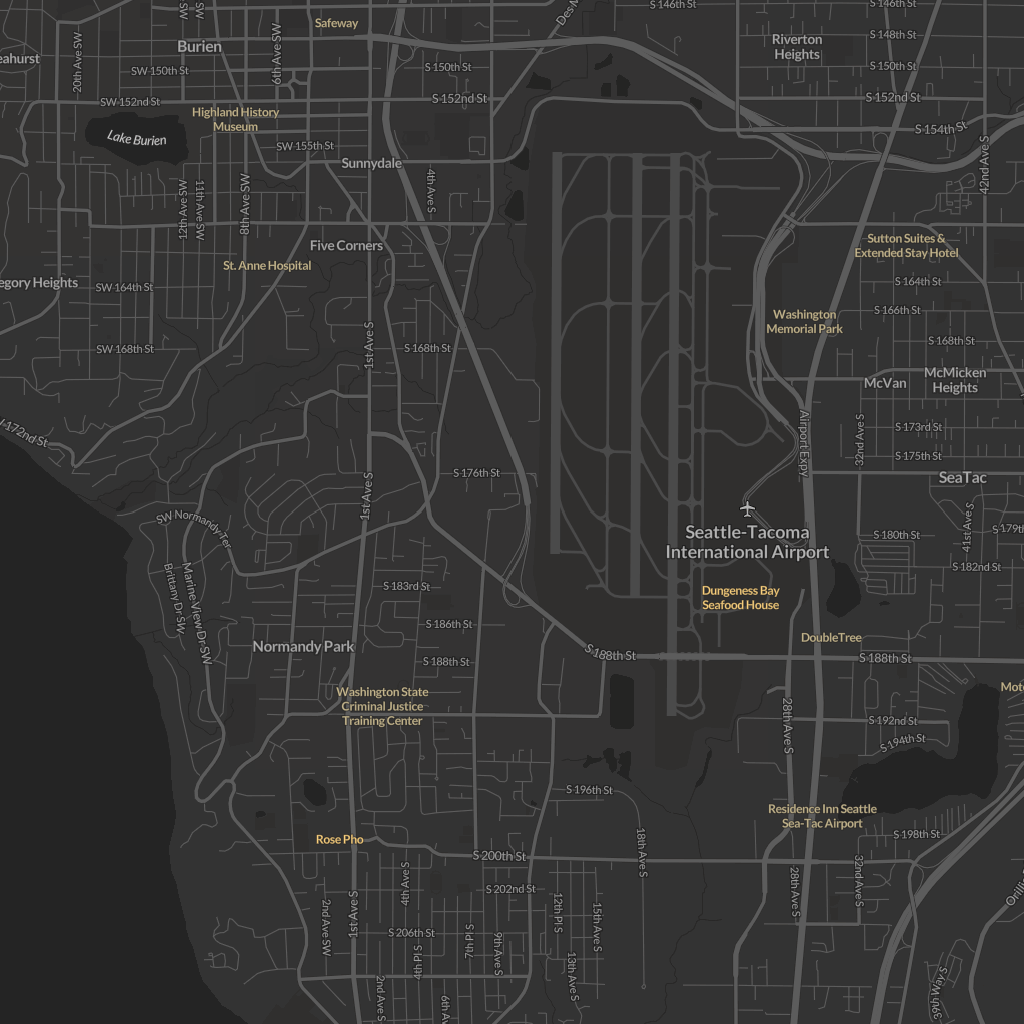 S 146th St
S 146th St
SW
SW
Safeway
Des
S 148th St
Burien
Riverton
Heights
20th Ave SW
6th Ave SW
eahurst
SW 150th St
S 150th St
S 150th St
SW 152nd St
S 152nd St
S 152nd St
Highland History
Museum
Lake Burien
S 154th St
SW 155th St
Sunnydale
42nd Ave S
4th Ave S
12th Ave SW
11th Ave SW
8th Ave SW
Five Corners
Sutton Suites &
Extended Stay Hotel
St. Anne Hospital
egory Heights
SW 164th St
S 164th St
S 166th St
Washington
Memorial Park
1st Ave S
SW 168th St
S 168th St
S 168th St
McVan
McMicken
Heights
172nd St
Airport Expy
32nd Ave S
S 173rd St
S 175th St
S 176th St
SeaTac
1st Ave S
SW Normandy Ter
Seattle-Tacoma
International Airport
41st Ave S
S 179th
S 180th St
S 182nd St
Brittany Dr SW
Marine View Dr SW
S 183rd St
Dungeness Bay
Seafood House
S 186th St
DoubleTree
Normandy Park
S 188th St
S 188th St
S 188th St
Washington State
Criminal Justice
Training Center
Mote
28th Ave S
S 192nd St
S 194th St
S 196th St
Residence Inn Seattle
Sea-Tac Airport
Rose Pho
18th Ave S
S 198th St
S 200th St
4th Ave S
28th Ave S
32nd Ave S
S 202nd St
Orilli
1st Ave S
2nd Ave SW
12th Pl S
15th Ave S
S 206th St
7th Pl S
9th Ave S
4th Pl S
13th Ave S
2nd Ave S
6th Av
39th Way S